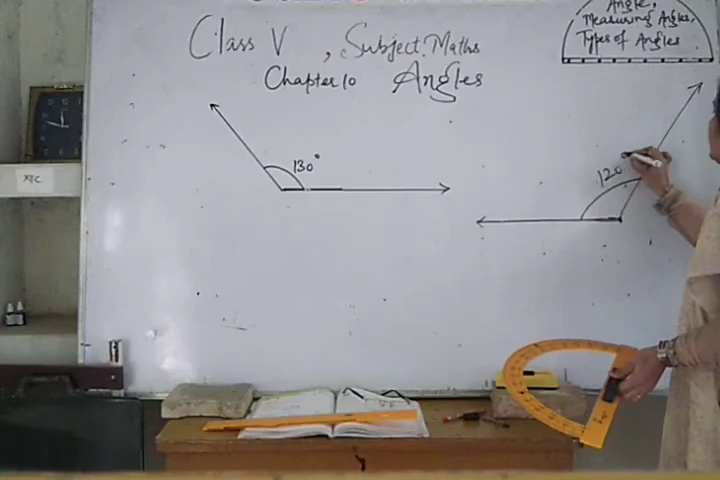 Class V , Subject. Maths
Chapter 10 Angles
Angle,
Measuring Angles,
Types of Angles
130°
120